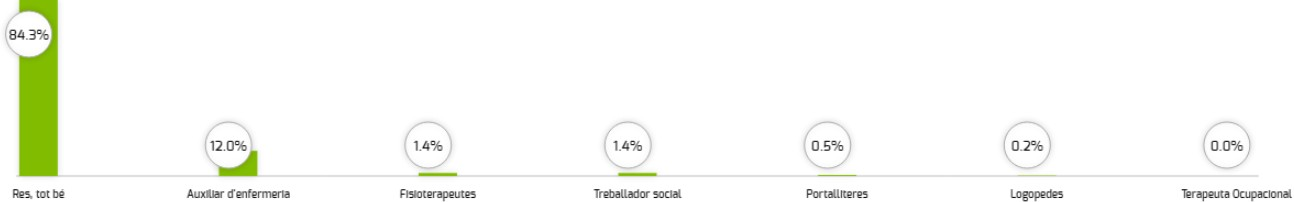 84.3%
12.0% 1.4% 1.4% 0.5% 0.2% 0.0%
Res, tot bé Auxiliar d'enfermeria Fisioterapeutes Treballador social Portalliteres Logopedes Terapeuta Ocupacional